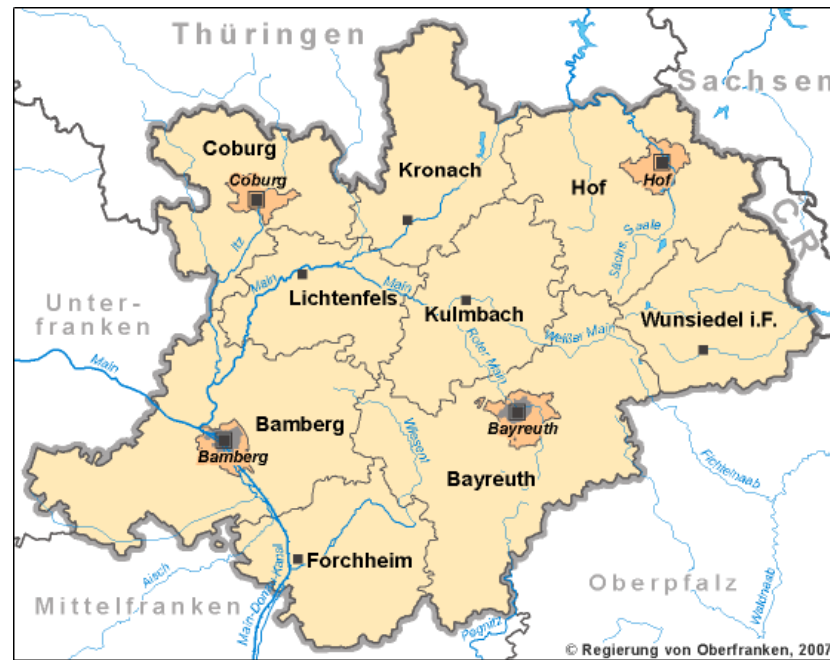 Thüringen
Sachsen
Coburg
Kronach
Coburg
Hof
Hof
ČR
Itz
Sächs. Saale
Main
Main
Unter-
franken
Lichtenfels
Kulmbach
Wunsiedel i.F.
Weißer Main
Roter Main
Main
Bamberg
Bamberg
Wiesent
Bayreuth
Bayreuth
Fichtelnaab
Forchheim
Aisch
Main-Donau Kanal
Mittelfranken
Oberpfalz
Waldnaab
Pegnitz
© Regierung von Oberfranken, 2007